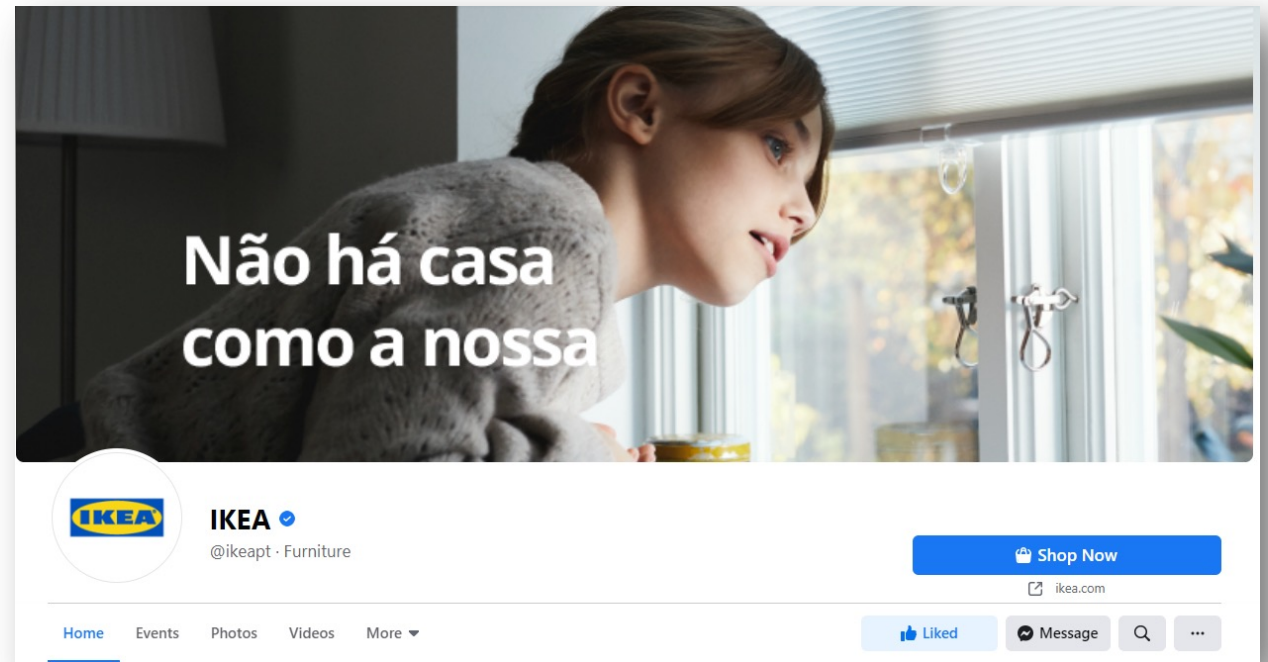 Não há casa
como a nossa
IKEA
IKEA
@ikeapt · Furniture
Shop Now
ikea.com
Home Events Photos Videos More
Liked Message ...